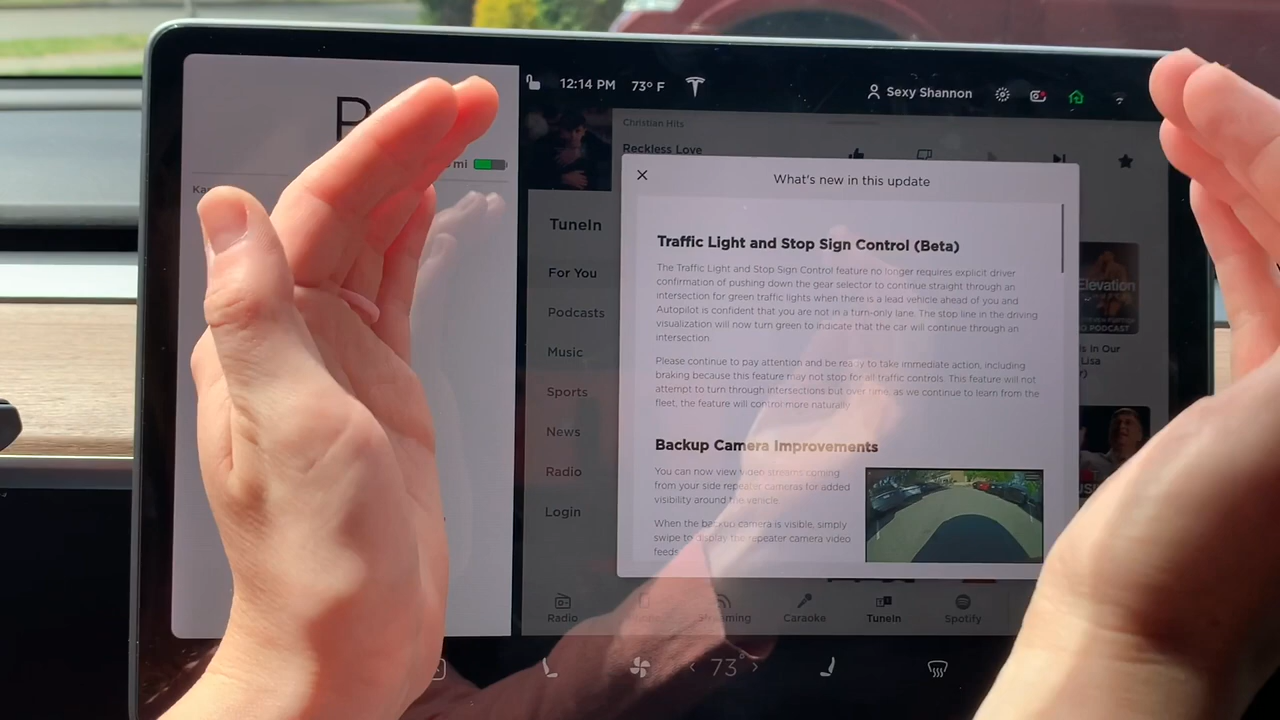 P
12:14 PM 73° F Sexy Shannon
mi
Christian Hits
Reckless Love
TuneIn
For You
Podcasts
Music
Sports
News
Radio
Login
What's new in this update
Traffic Light and Stop Sign Control (Beta)
The Traffic Light and Stop Sign Control feature no longer requires explicit driver
confirmation of pushing down the gear selector to continue straight through an
intersection for green traffic lights when there is a lead vehicle ahead of you and
Autopilot is confident that you are not in a turn-only lane. The stop line in the driving
visualization will now turn green to indicate that the car will continue through an
intersection.
Please continue to pay attention and be ready to take immediate action, including
braking because this feature may not stop for all traffic controls. This feature will not
attempt to turn through intersections but over time, as we continue to learn from the
fleet, the feature will control more naturally.
Backup Camera Improvements
You can now view video streams coming
from your side repeater cameras for added
visibility around the vehicle.
When the backup camera is visible, simply
swipe to display the repeater camera video
feeds.
Elevation
PODCAST
s In Our
Lisa
Radio Streaming Caraoke TuneIn Spotify
73°